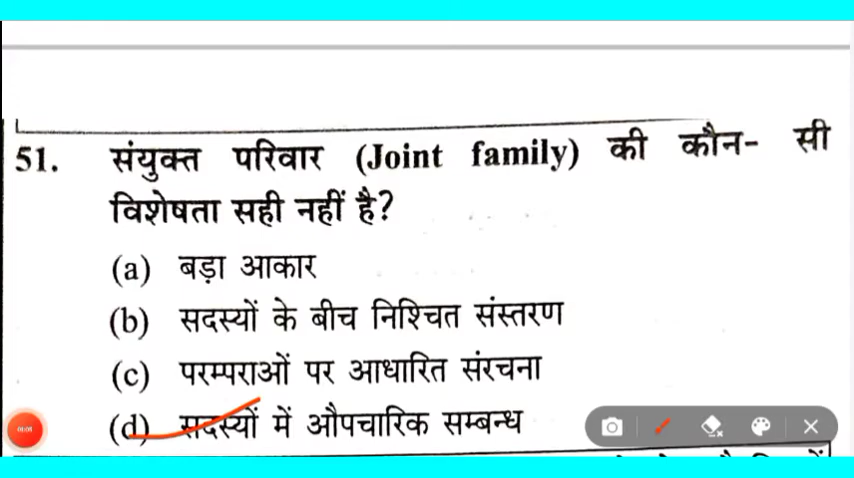 51. संयुक्त परिवार (Joint family) की कौन- सी
विशेषता सही नहीं है?
(a) बड़ा आकार
(b) सदस्यों के बीच निश्चित संस्तरण
(c) परम्पराओं पर आधारित संरचना
(d) सदस्यों में औपचारिक सम्बन्ध